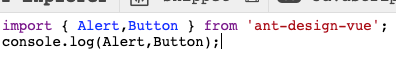 import { Alert,Button } from 'ant-design-vue';
console.log(Alert,Button);